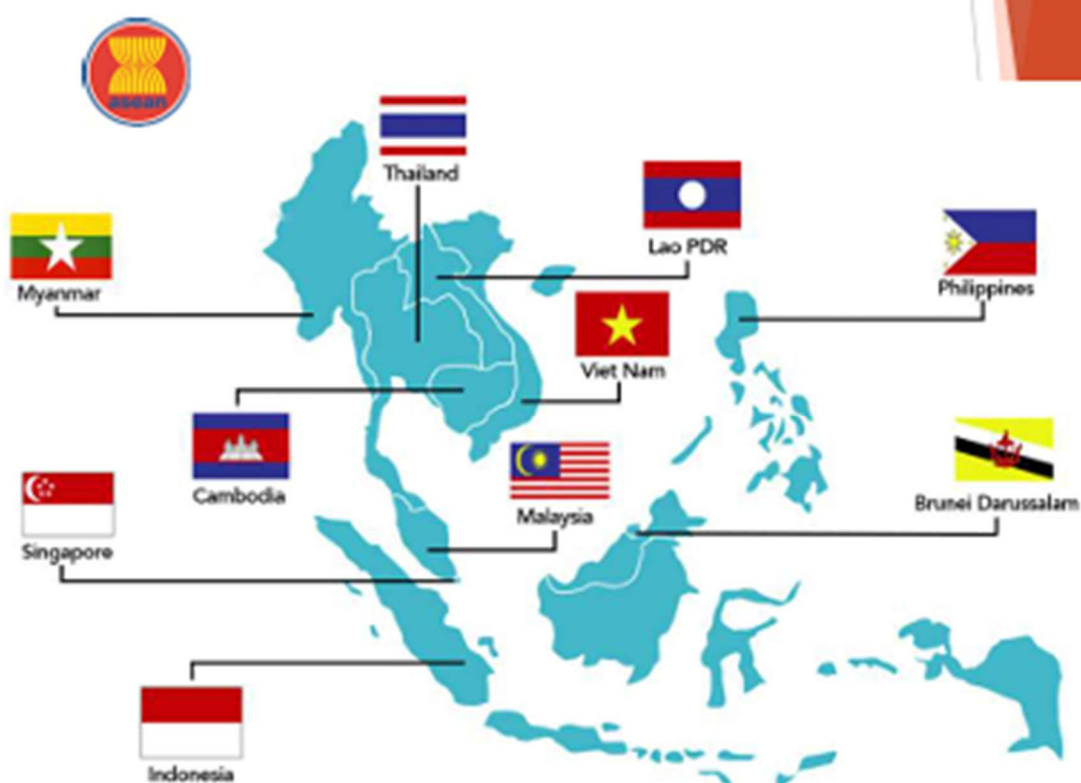 asean
Thailand
Lao PDR
Myanmar
Philippines
Viet Nam
Cambodia
Malaysia
Brunei Darussalam
Singapore
Indonesia